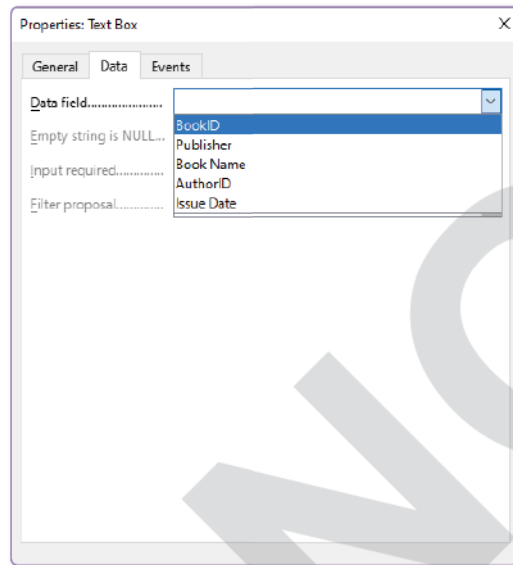 Properties: Text Box
General Data Events
Data field......................
BookID
Empty string is NULL...
Publisher
Book Name
Input required.............
AuthorID
Filter proposal.............
Issue Date